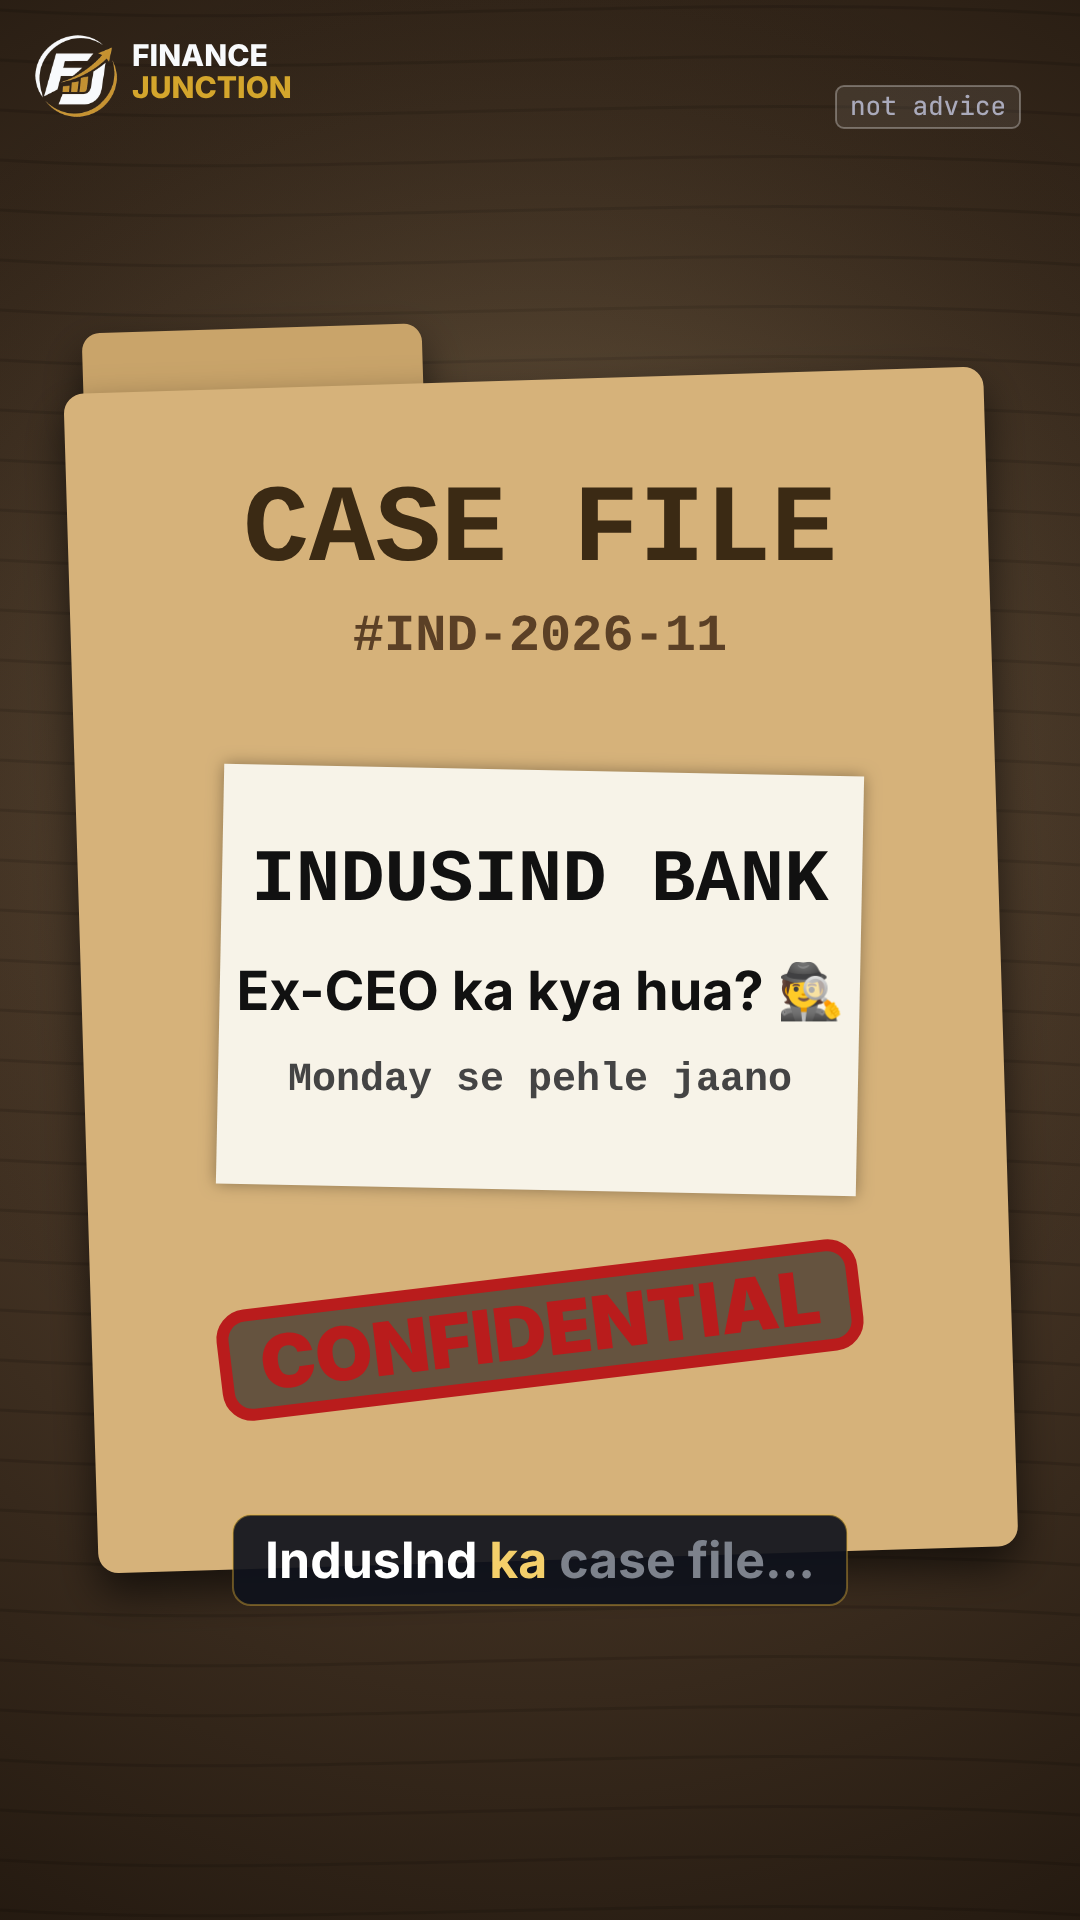 FINANCE
JUNCTION
not advice
CASE FILE
#IND-2026-11
INDUSIND BANK
Ex-CEO ka kya hua? 🕵️
Monday se pehle jaano
CONFIDENTIAL
IndusInd ka case file...